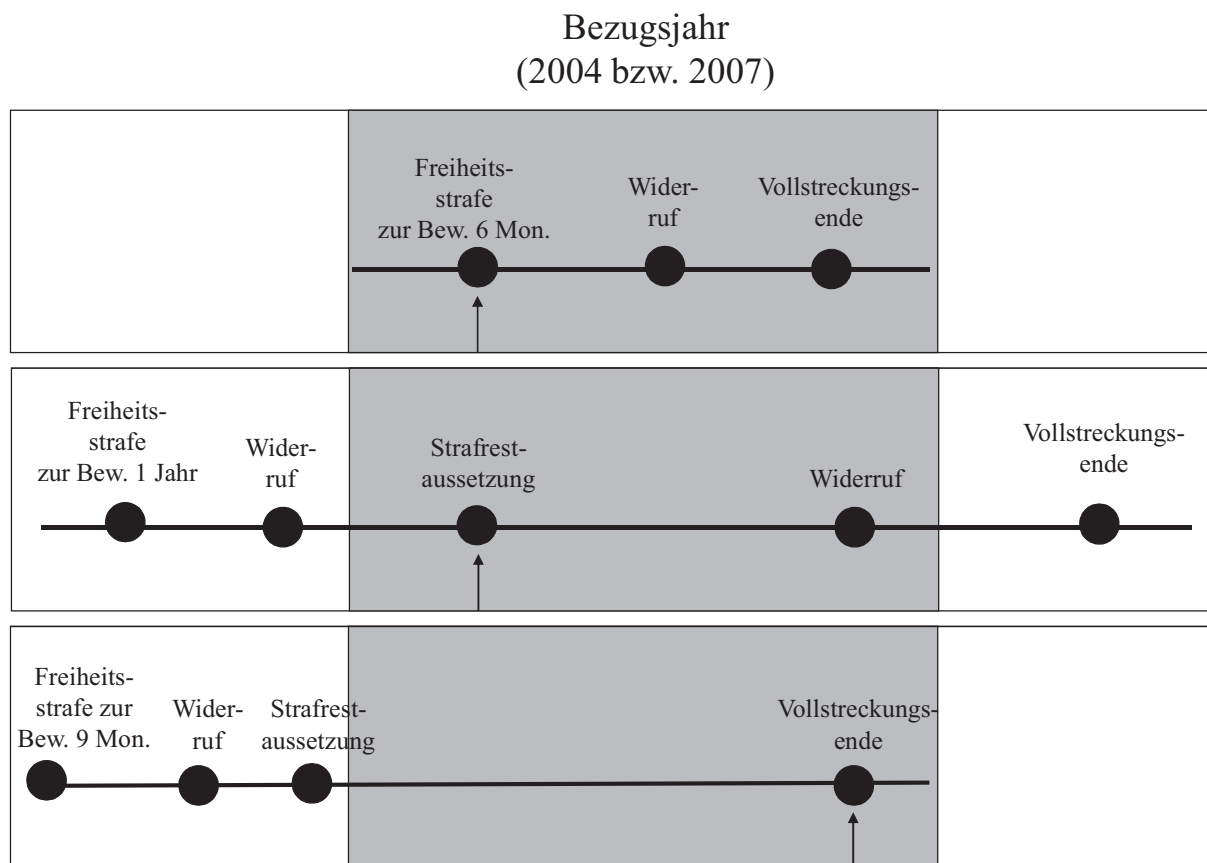 Bezugsjahr
(2004 bzw. 2007)
Freiheits-
strafe
zur Bew. 6 Mon.
Wider-
ruf
Vollstreckungs-
ende
Freiheits-
strafe
zur Bew. 1 Jahr
Wider-
ruf
Strafrest-
aussetzung
Widerruf
Vollstreckungs-
ende
Freiheits-
strafe zur
Bew. 9 Mon.
Wider-
ruf
Strafrest-
aussetzung
Vollstreckungs-
ende